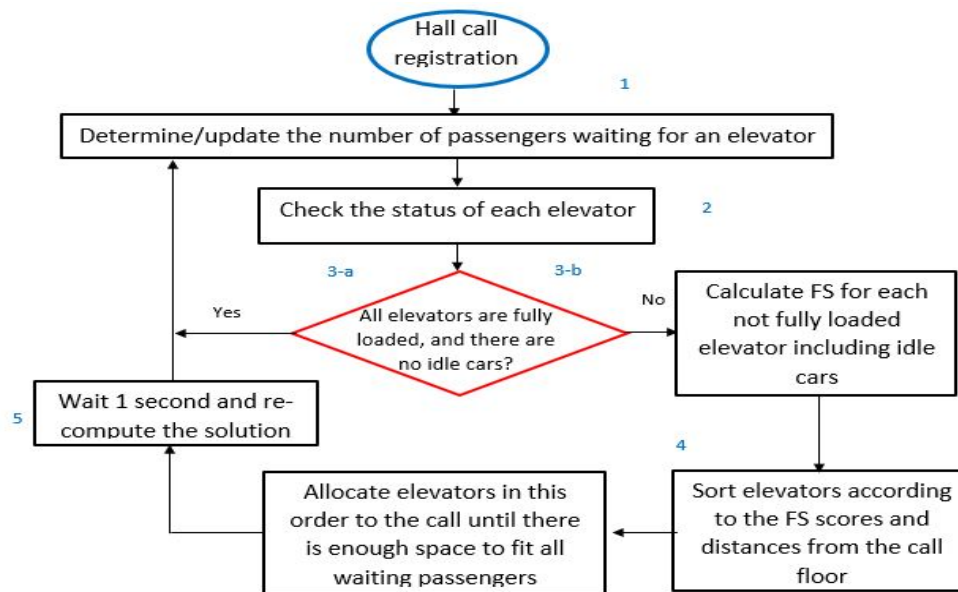 Hall call
registration
1
Determine/update the number of passengers waiting for an elevator
Check the status of each elevator
2
3-a
3-b
All elevators are fully
loaded, and there are
no idle cars?
Yes
No
Calculate FS for each
not fully loaded
elevator including idle
cars
4
Sort elevators according
to the FS scores and
distances from the call
floor
Allocate elevators in this
order to the call until there
is enough space to fit all
waiting passengers
5
Wait 1 second and re-
compute the solution